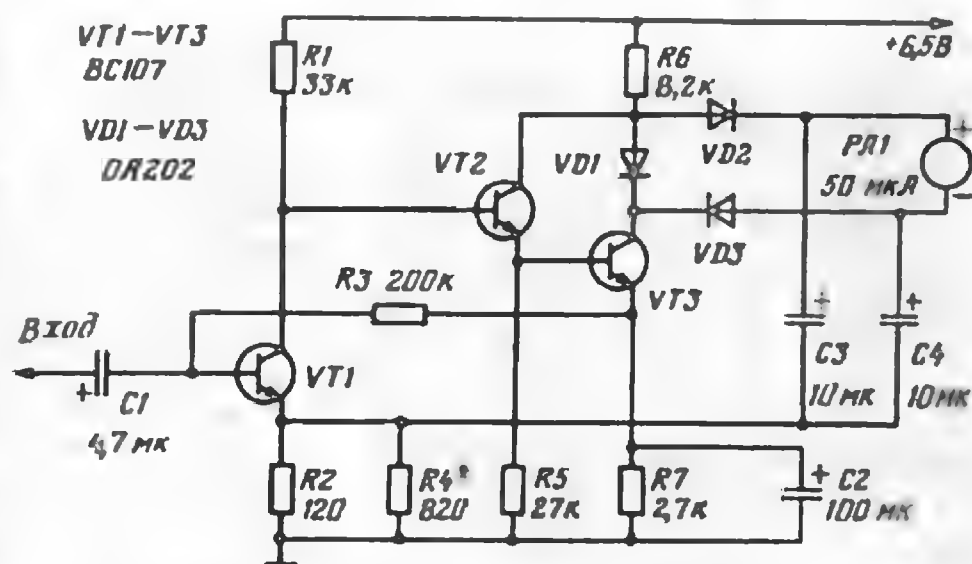 VT1-VT3
BC107
VD1-VD3
OA202
R1
33к
R6
8,2к
+6,5В
VT2
VD1
VD2
PA1
50 мкА
+
−
VD3
R3 200к
VT3
Вход
VT1
+
C1
4,7 мк
+
C3
10 мк
+
C4
10 мк
R2
120
R4*
820
R5
27к
R7
2,7к
+
C2
100 мк